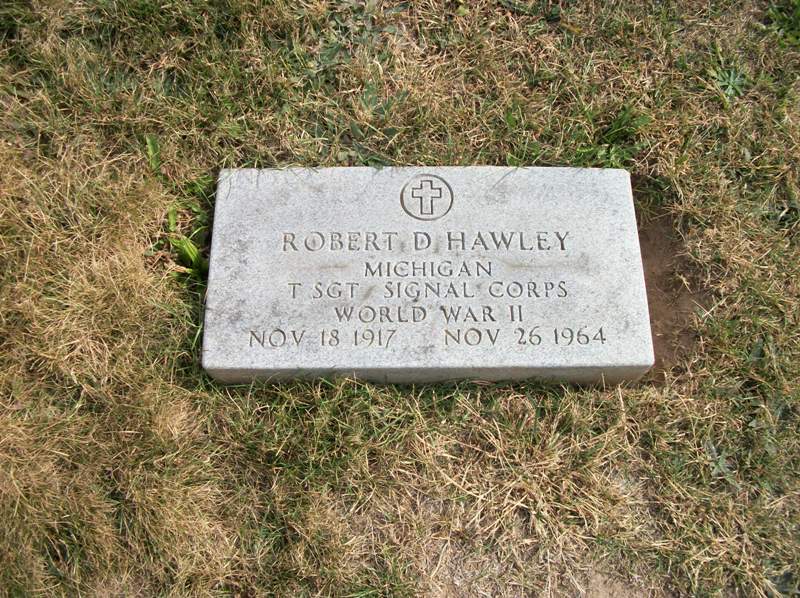 ROBERT D HAWLEY
MICHIGAN
T SGT SIGNAL CORPS
WORLD WAR II
NOV 18 1917 NOV 26 1964